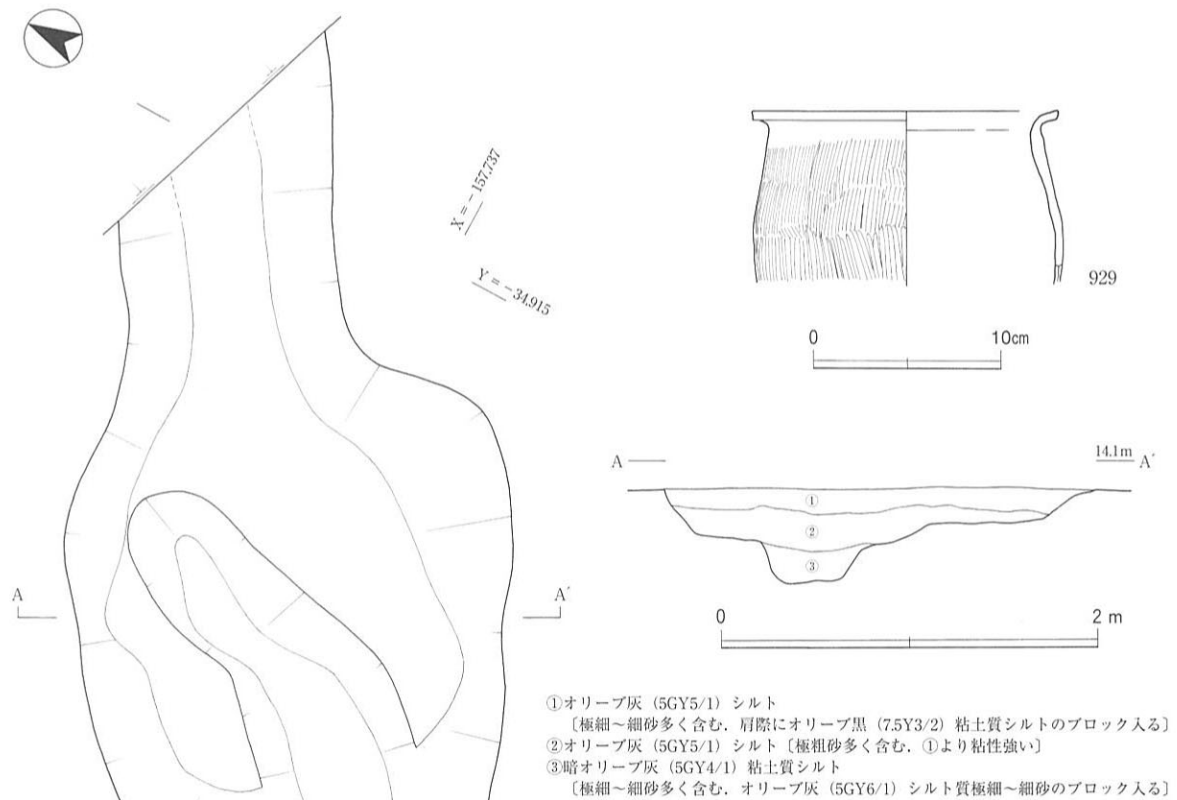 X = -157,737
Y = -34,915
929
0 10cm
14.1m
A A´
①
②
③
A A´
0 2 m
①オリーブ灰（5GY5/1）シルト
〔極細～細砂多く含む．肩際にオリーブ黒（7.5Y3/2）粘土質シルトのブロック入る〕
②オリーブ灰（5GY5/1）シルト〔極粗砂多く含む．①より粘性強い〕
③暗オリーブ灰（5GY4/1）粘土質シルト
〔極細～細砂多く含む．オリーブ灰（5GY6/1）シルト質極細～細砂のブロック入る〕